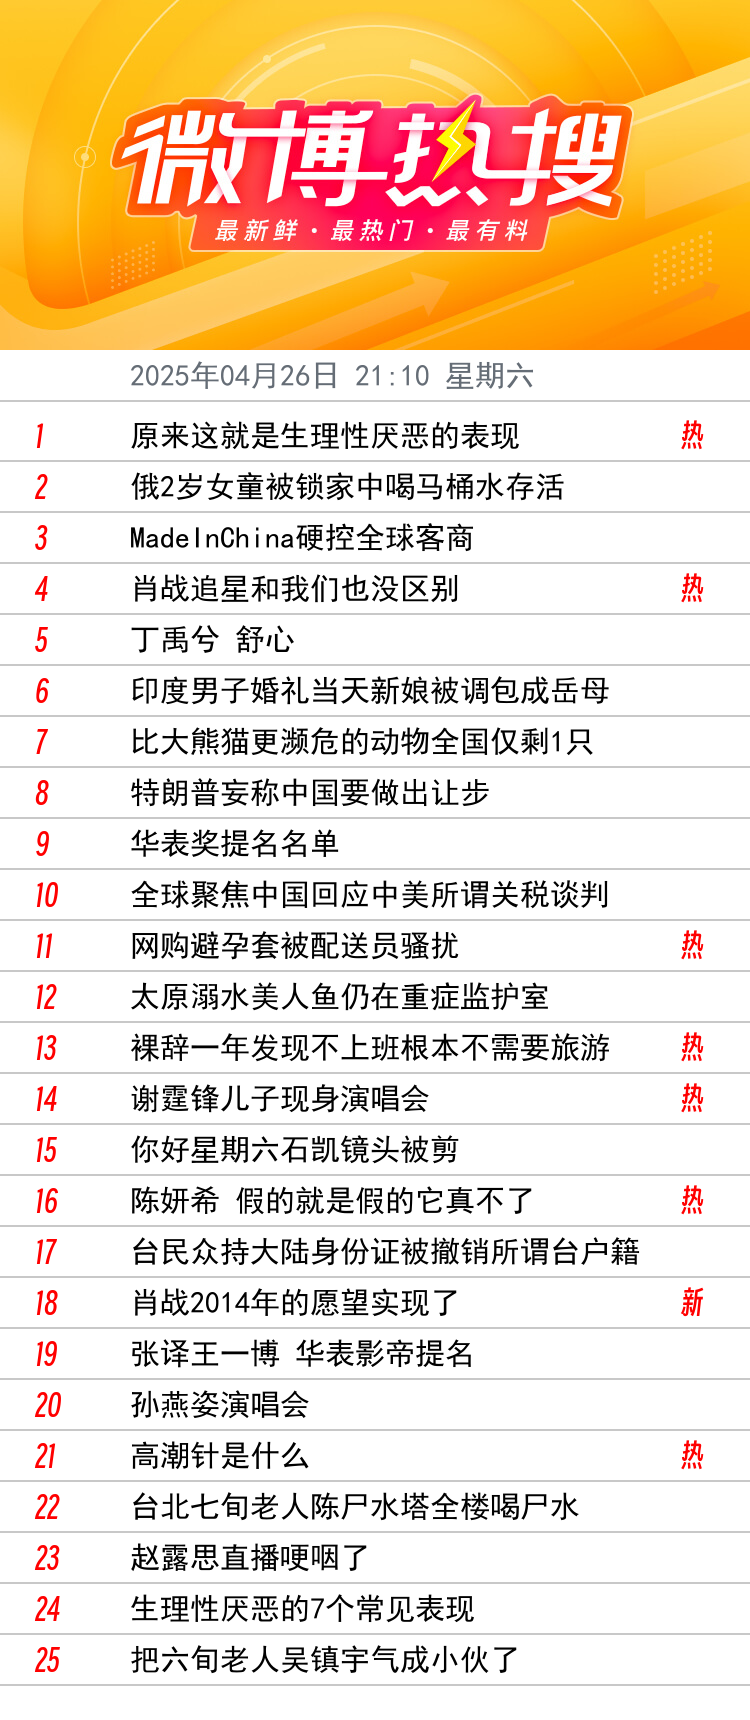 微博热搜
最新鲜·最热门·最有料
2025年04月26日 21:10 星期六
1 原来这就是生理性厌恶的表现 热
2 俄2岁女童被锁家中喝马桶水存活
3 MadeInChina硬控全球客商
4 肖战追星和我们也没区别 热
5 丁禹兮 舒心
6 印度男子婚礼当天新娘被调包成岳母
7 比大熊猫更濒危的动物全国仅剩1只
8 特朗普妄称中国要做出让步
9 华表奖提名名单
10 全球聚焦中国回应中美所谓关税谈判
11 网购避孕套被配送员骚扰 热
12 太原溺水美人鱼仍在重症监护室
13 裸辞一年发现不上班根本不需要旅游 热
14 谢霆锋儿子现身演唱会 热
15 你好星期六石凯镜头被剪
16 陈妍希 假的就是假的它真不了 热
17 台民众持大陆身份证被撤销所谓台户籍
18 肖战2014年的愿望实现了 新
19 张译王一博 华表影帝提名
20 孙燕姿演唱会
21 高潮针是什么 热
22 台北七旬老人陈尸水塔全楼喝尸水
23 赵露思直播哽咽了
24 生理性厌恶的7个常见表现
25 把六旬老人吴镇宇气成小伙了